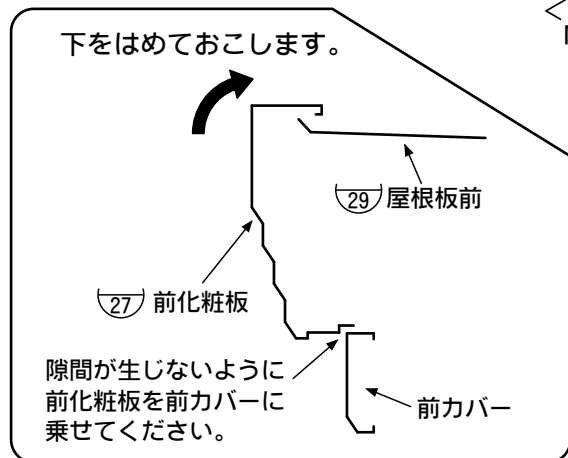 下をはめておこします。
29 屋根板前
27 前化粧板
隙間が生じないように
前化粧板を前カバーに
乗せてください。
前カバー